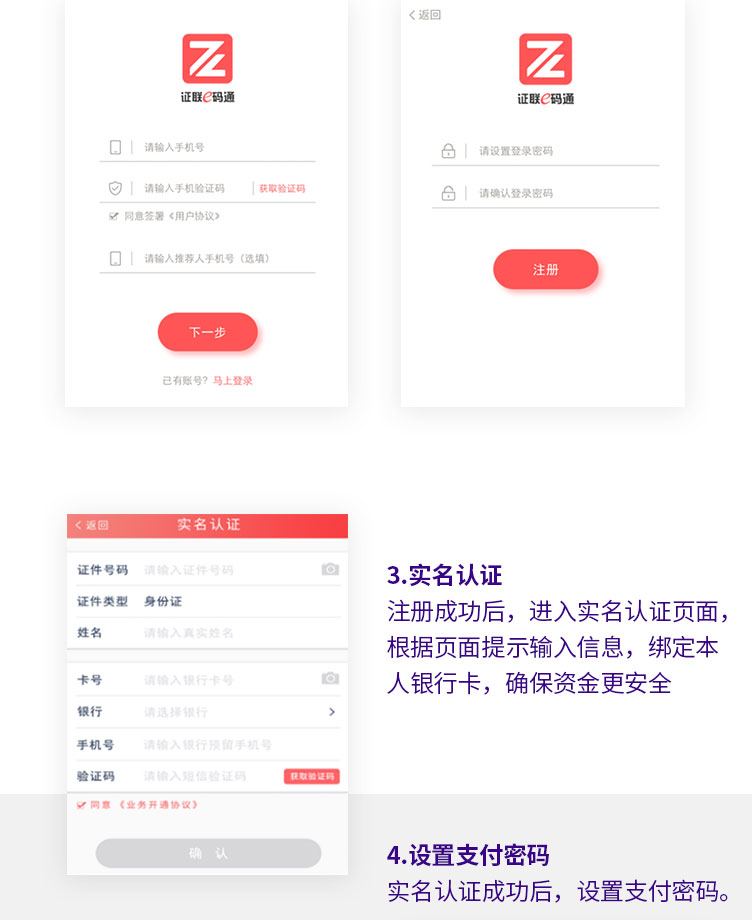 证联e码通
请输入手机号
请输入手机验证码 获取验证码
同意签署《用户协议》
请输入推荐人手机号（选填）
下一步
已有账号？马上登录
返回
证联e码通
请设置登录密码
请确认登录密码
注册
返回 实名认证
证件号码 请输入证件号码
证件类型 身份证
姓名 请输入真实姓名
卡号 请输入银行卡号
银行 请选择银行
手机号 请输入银行预留手机号
验证码 请输入短信验证码 获取验证码
同意《业务开通协议》
确 认
3.实名认证
注册成功后，进入实名认证页面，
根据页面提示输入信息，绑定本
人银行卡，确保资金更安全
4.设置支付密码
实名认证成功后，设置支付密码。